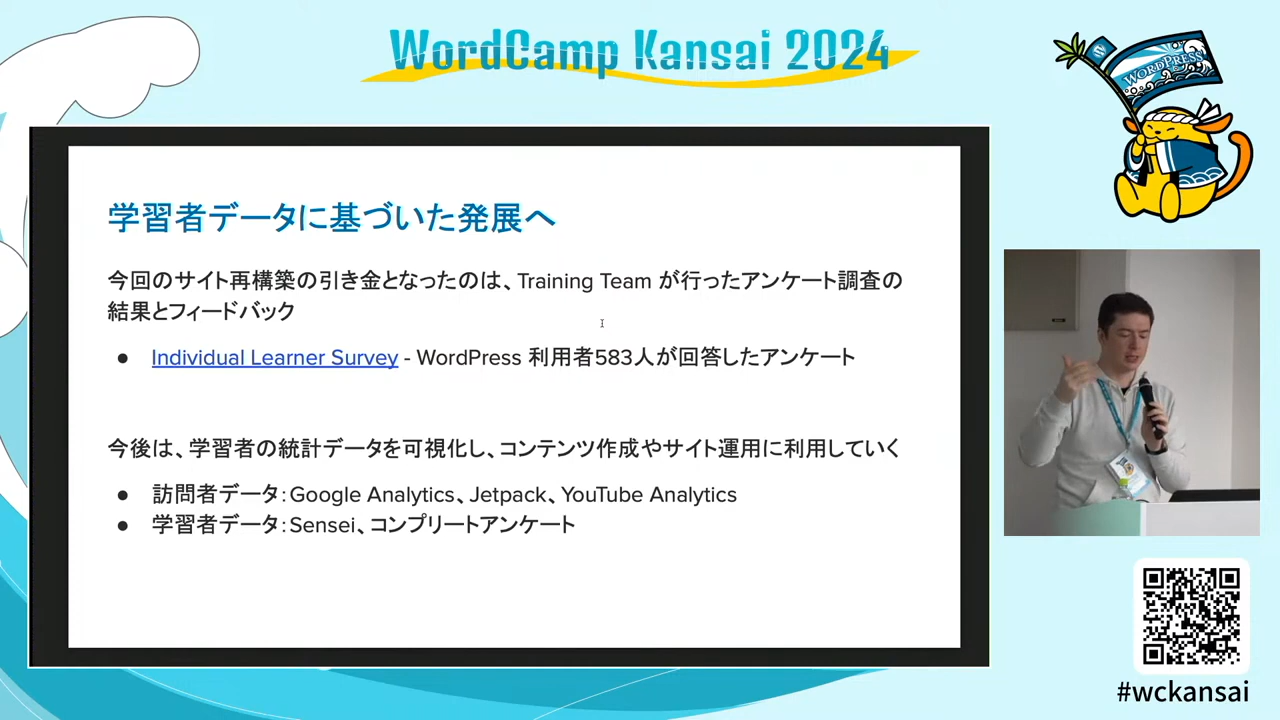 WordCamp Kansai 2024
WORDPRESS
学習者データに基づいた発展へ
今回のサイト再構築の引き金となったのは、Training Team が行ったアンケート調査の
結果とフィードバック
● Individual Learner Survey - WordPress 利用者583人が回答したアンケート
今後は、学習者の統計データを可視化し、コンテンツ作成やサイト運用に利用していく
● 訪問者データ：Google Analytics、Jetpack、YouTube Analytics
● 学習者データ：Sensei、コンプリートアンケート
#wckansai